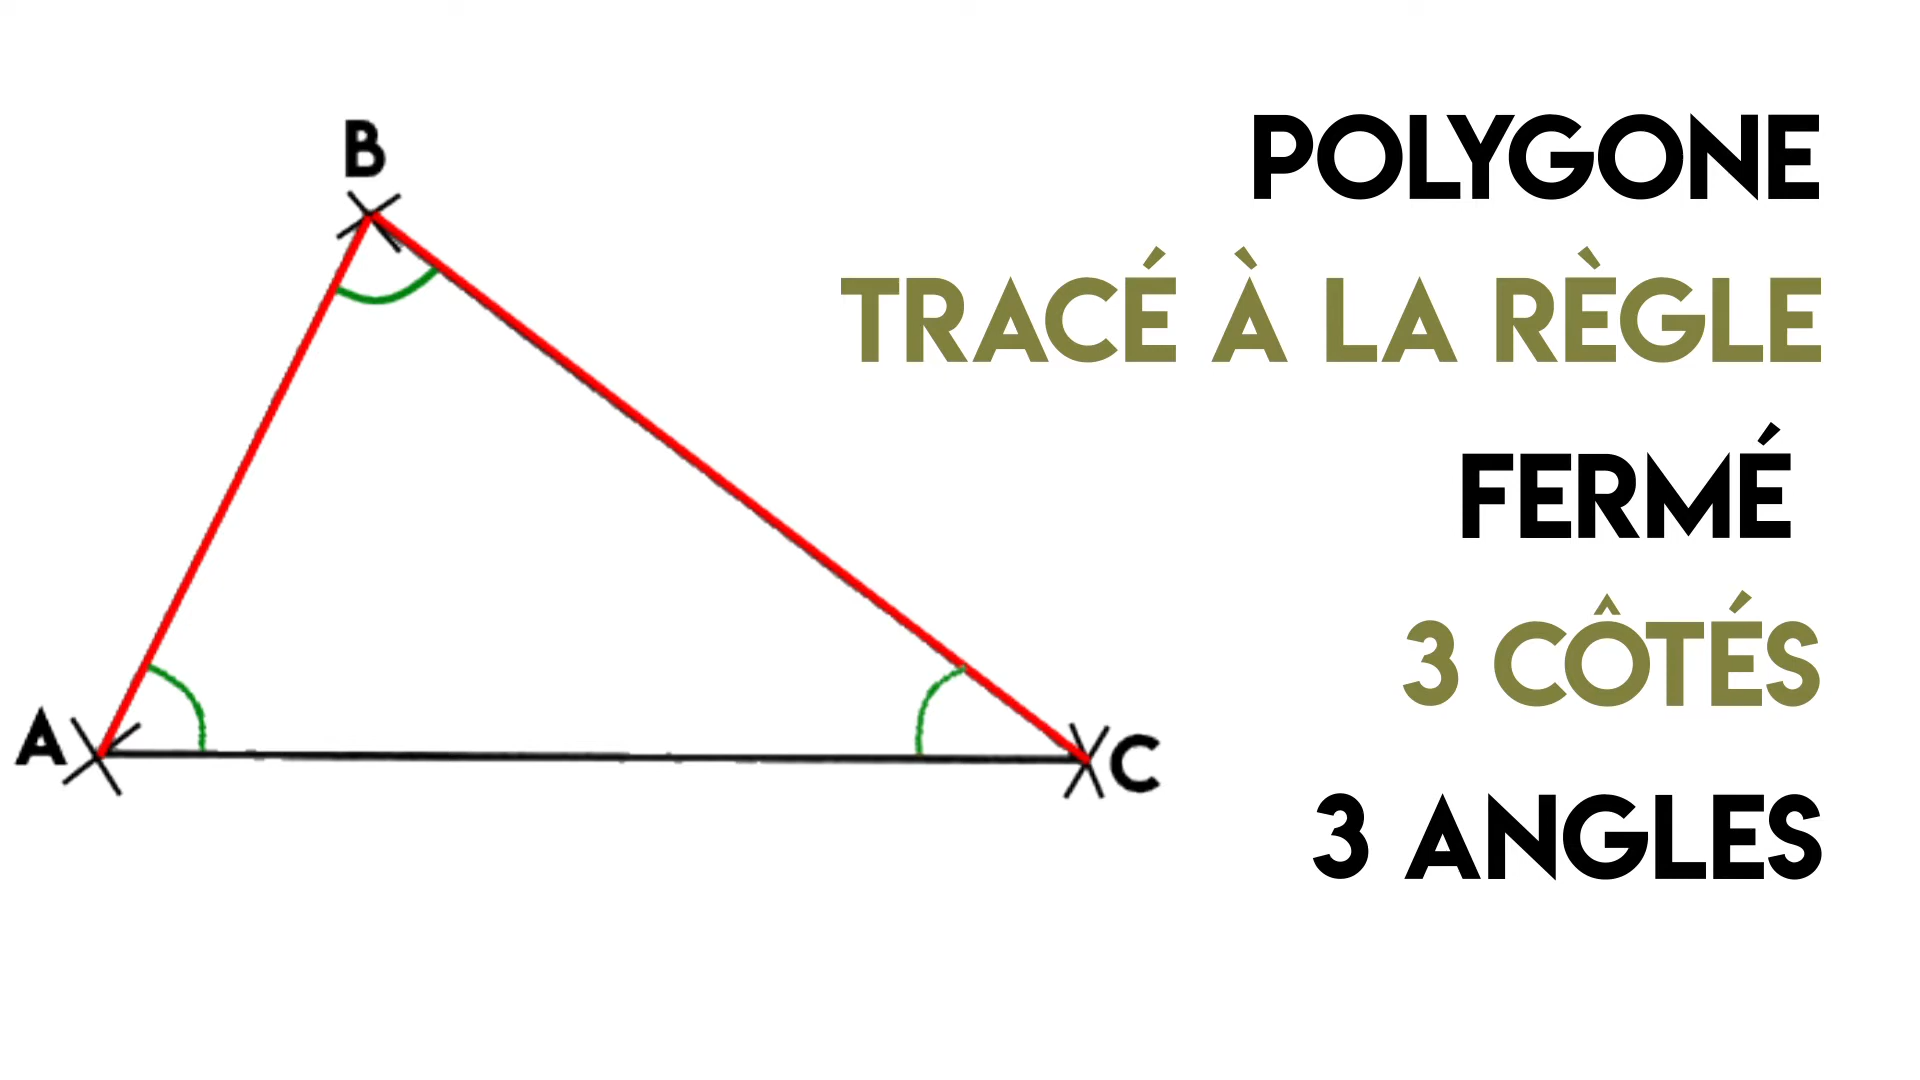 B
POLYGONE
TRACÉ À LA RÈGLE
FERMÉ
3 CÔTÉS
A
C
3 ANGLES